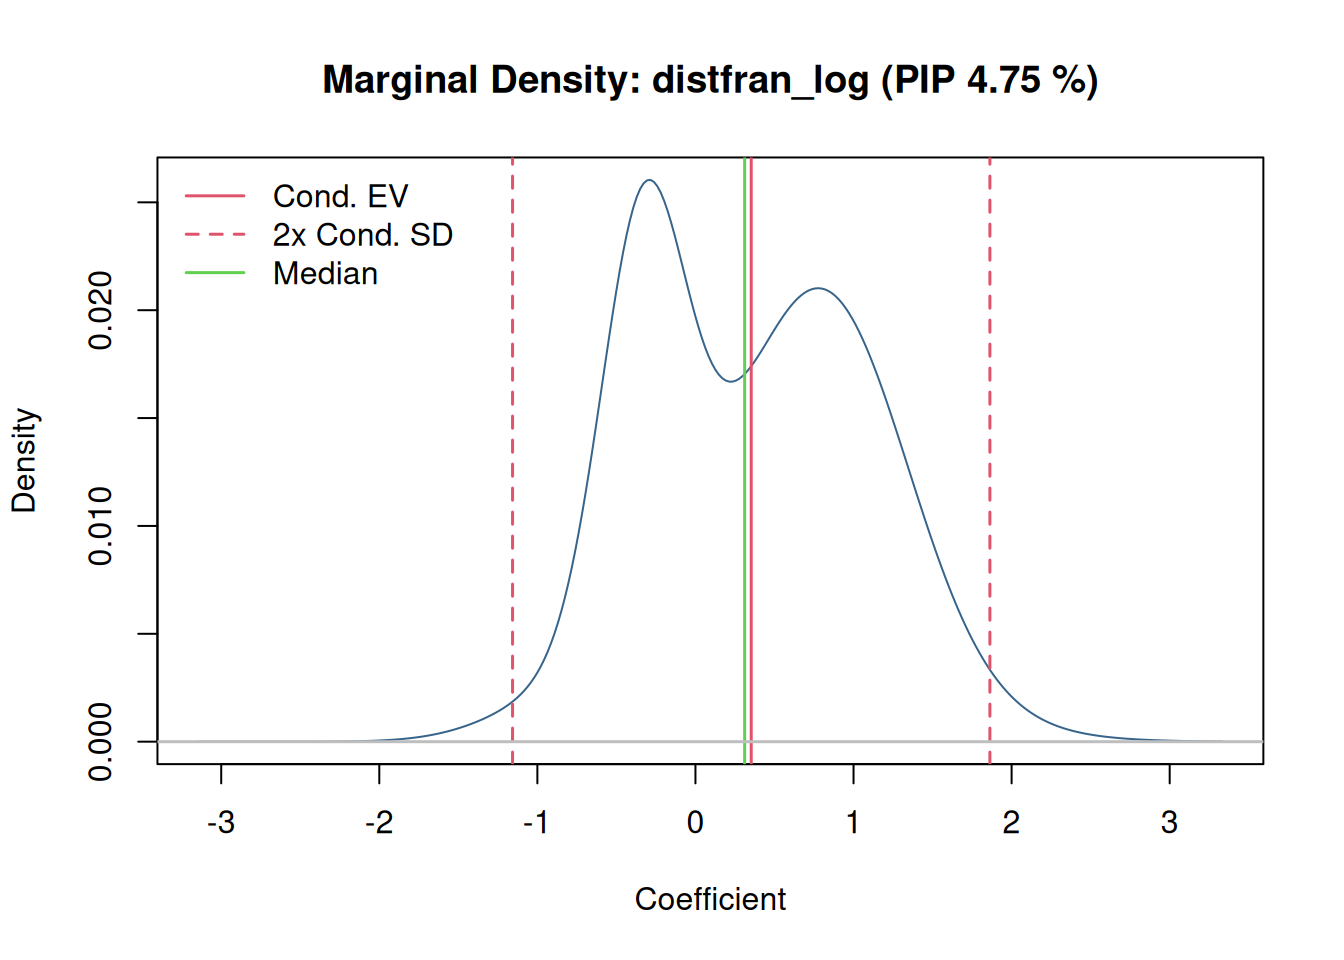 Marginal Density: distfran_log (PIP 4.75 %)
Cond. EV
2x Cond. SD
Median
Density
0.020
0.010
0.000
-3 -2 -1 0 1 2 3
Coefficient